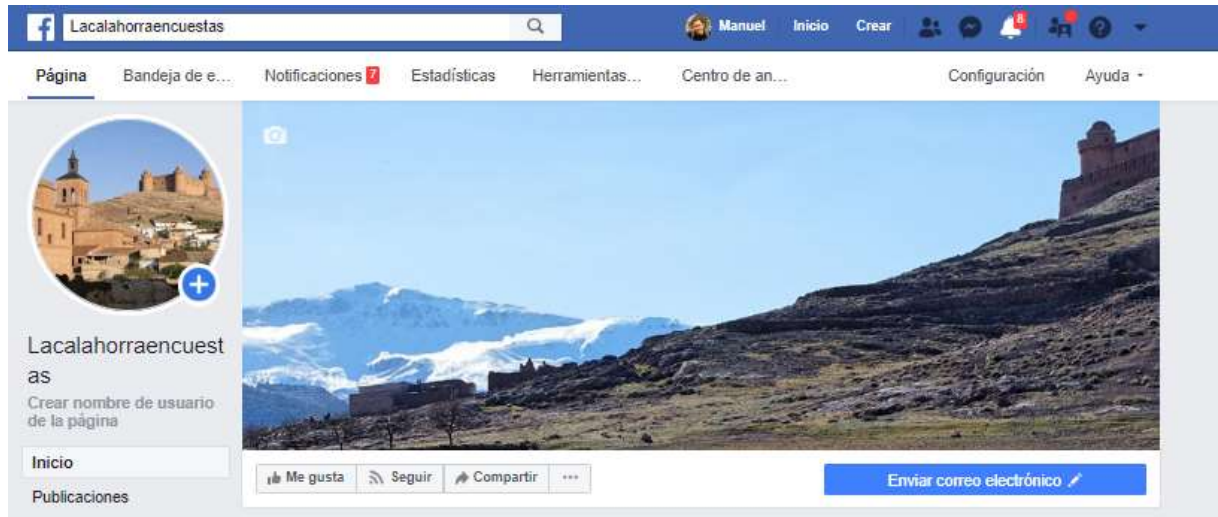 Lacalahorraencuestas
Manuel Inicio Crear 8
Página Bandeja de e... Notificaciones 7 Estadísticas Herramientas... Centro de an... Configuración Ayuda
Lacalahorraencuest
as
Crear nombre de usuario
de la página
Inicio
Publicaciones
Me gusta Seguir Compartir ...
Enviar correo electrónico